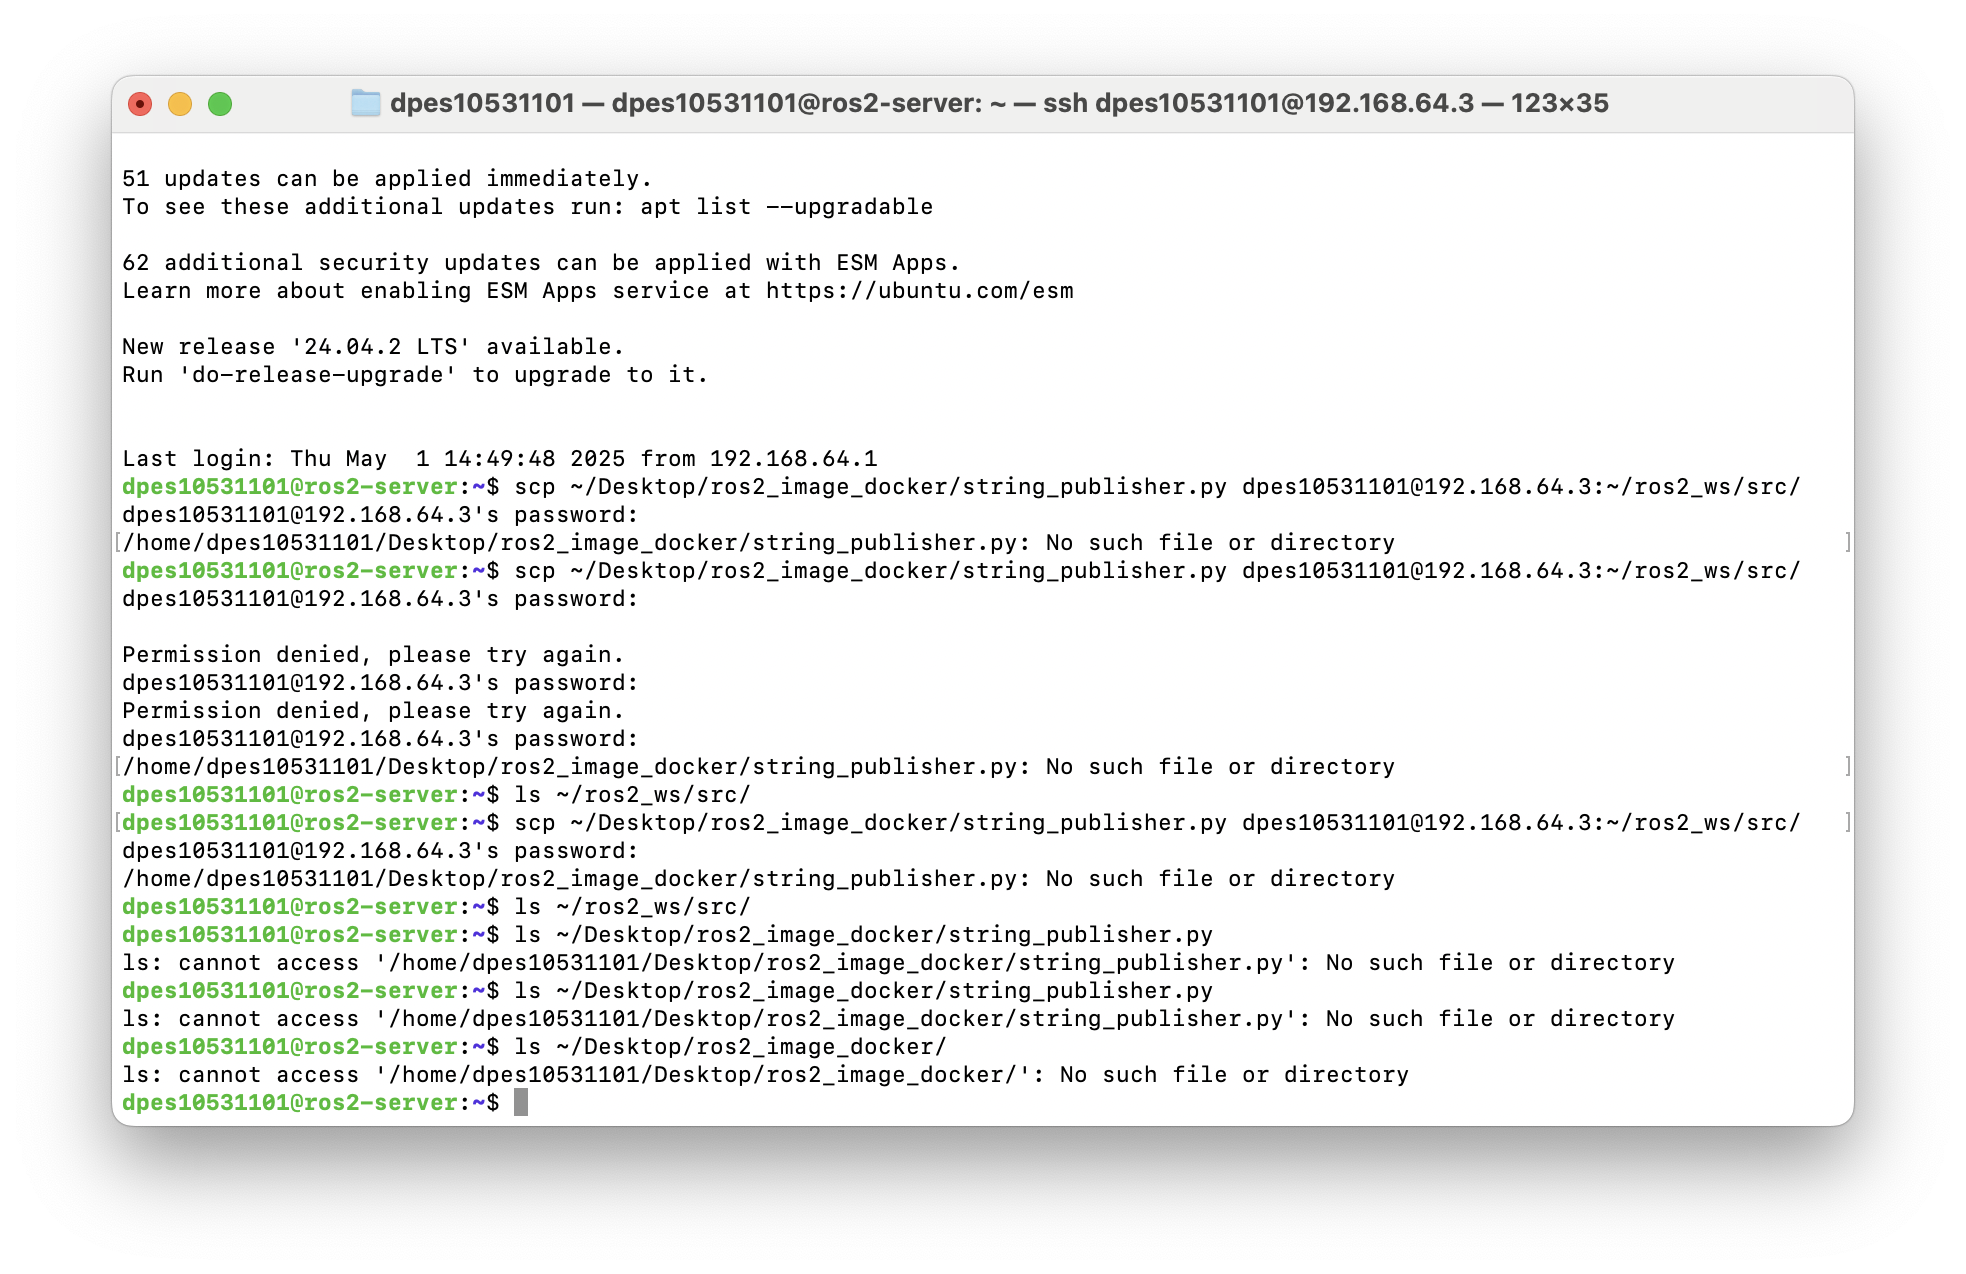 dpes10531101 — dpes10531101@ros2-server: ~ — ssh dpes10531101@192.168.64.3 — 123×35
51 updates can be applied immediately.
To see these additional updates run: apt list --upgradable
62 additional security updates can be applied with ESM Apps.
Learn more about enabling ESM Apps service at https://ubuntu.com/esm
New release '24.04.2 LTS' available.
Run 'do-release-upgrade' to upgrade to it.
Last login: Thu May  1 14:49:48 2025 from 192.168.64.1
dpes10531101@ros2-server:~$ scp ~/Desktop/ros2_image_docker/string_publisher.py dpes10531101@192.168.64.3:~/ros2_ws/src/
dpes10531101@192.168.64.3's password:
[/home/dpes10531101/Desktop/ros2_image_docker/string_publisher.py: No such file or directory ]
dpes10531101@ros2-server:~$ scp ~/Desktop/ros2_image_docker/string_publisher.py dpes10531101@192.168.64.3:~/ros2_ws/src/
dpes10531101@192.168.64.3's password:
Permission denied, please try again.
dpes10531101@192.168.64.3's password:
Permission denied, please try again.
dpes10531101@192.168.64.3's password:
[/home/dpes10531101/Desktop/ros2_image_docker/string_publisher.py: No such file or directory ]
dpes10531101@ros2-server:~$ ls ~/ros2_ws/src/
[dpes10531101@ros2-server:~$ scp ~/Desktop/ros2_image_docker/string_publisher.py dpes10531101@192.168.64.3:~/ros2_ws/src/ ]
dpes10531101@192.168.64.3's password:
/home/dpes10531101/Desktop/ros2_image_docker/string_publisher.py: No such file or directory
dpes10531101@ros2-server:~$ ls ~/ros2_ws/src/
dpes10531101@ros2-server:~$ ls ~/Desktop/ros2_image_docker/string_publisher.py
ls: cannot access '/home/dpes10531101/Desktop/ros2_image_docker/string_publisher.py': No such file or directory
dpes10531101@ros2-server:~$ ls ~/Desktop/ros2_image_docker/string_publisher.py
ls: cannot access '/home/dpes10531101/Desktop/ros2_image_docker/string_publisher.py': No such file or directory
dpes10531101@ros2-server:~$ ls ~/Desktop/ros2_image_docker/
ls: cannot access '/home/dpes10531101/Desktop/ros2_image_docker/': No such file or directory
dpes10531101@ros2-server:~$